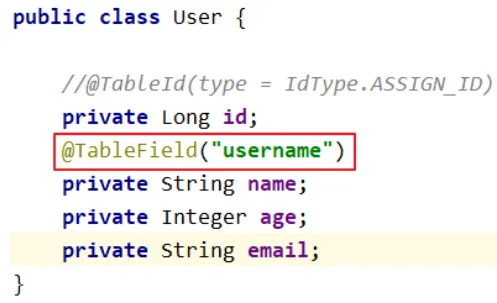 public class User {
//@TableId(type = IdType.ASSIGN_ID)
private Long id;
@TableField("username")
private String name;
private Integer age;
private String email;
}